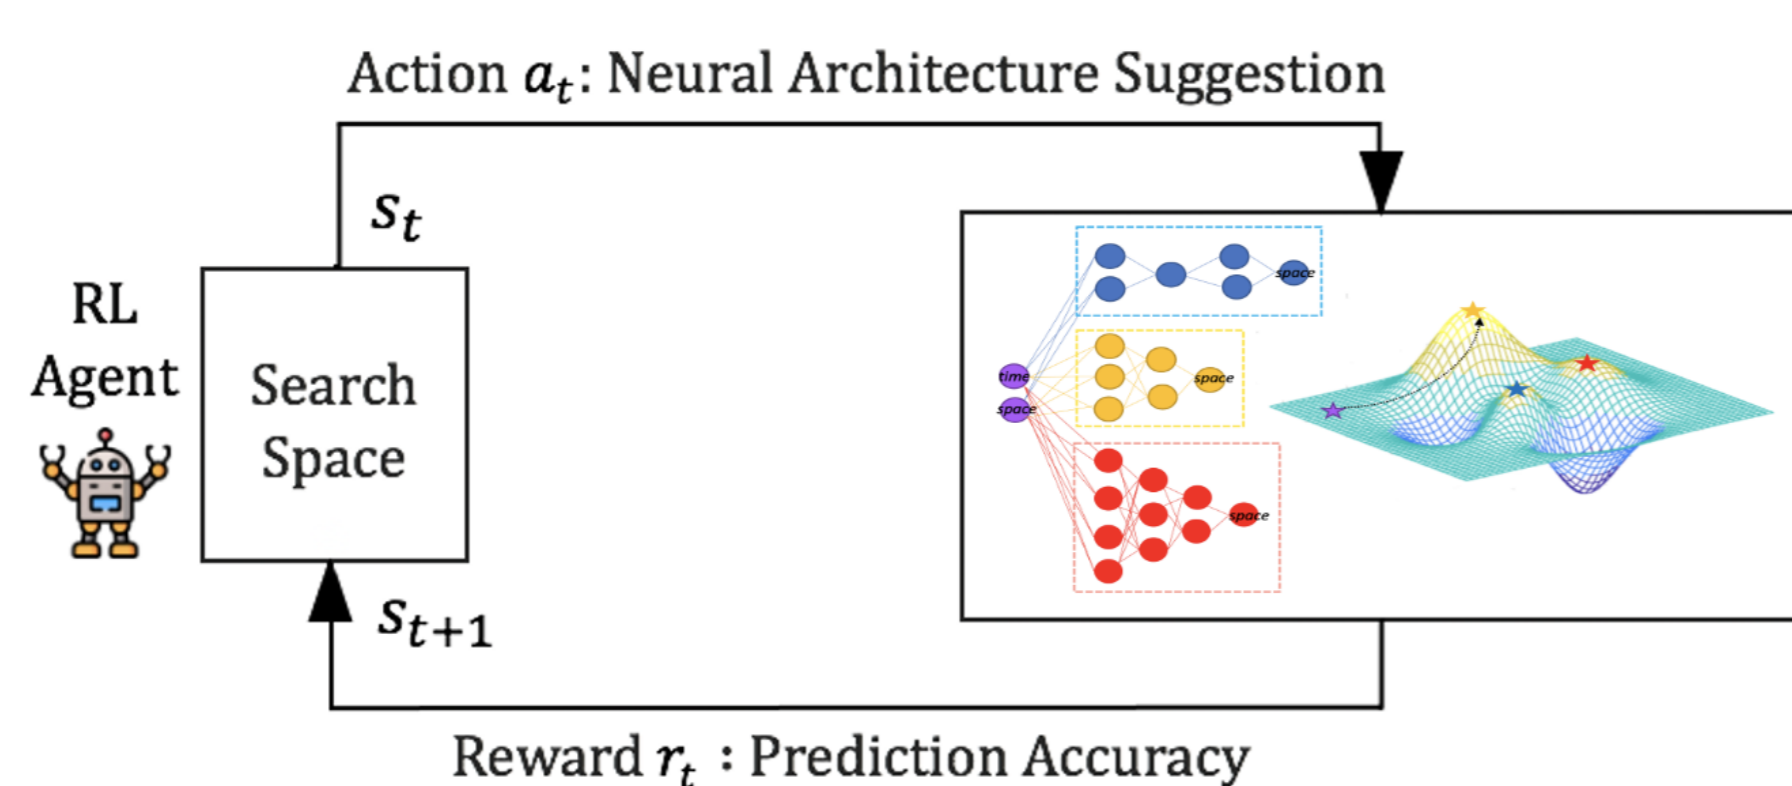 Action a_t: Neural Architecture Suggestion
s_t
RL
Agent
Search
Space
space
time
space
space
space
s_{t+1}
Reward r_t : Prediction Accuracy